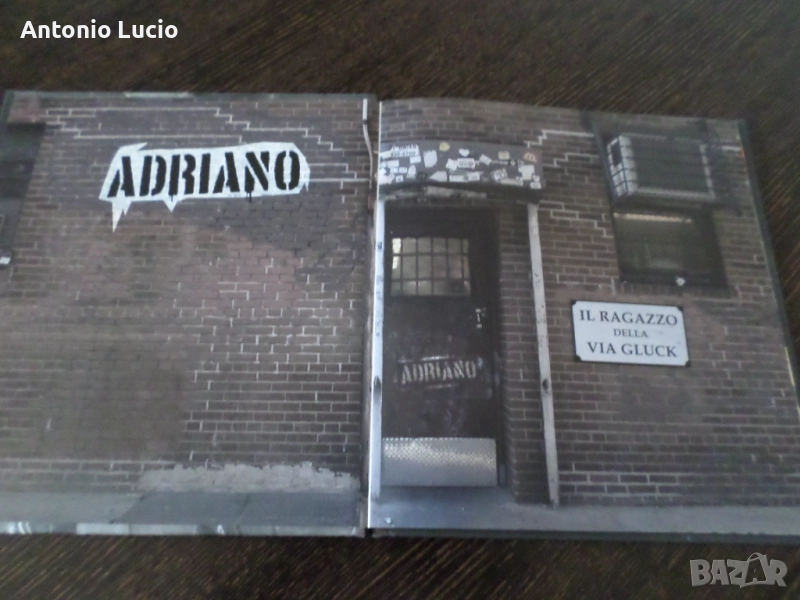 Antonio Lucio
ADRIANO
ADRIANO
IL RAGAZZO
DELLA
VIA GLUCK
BAZAR